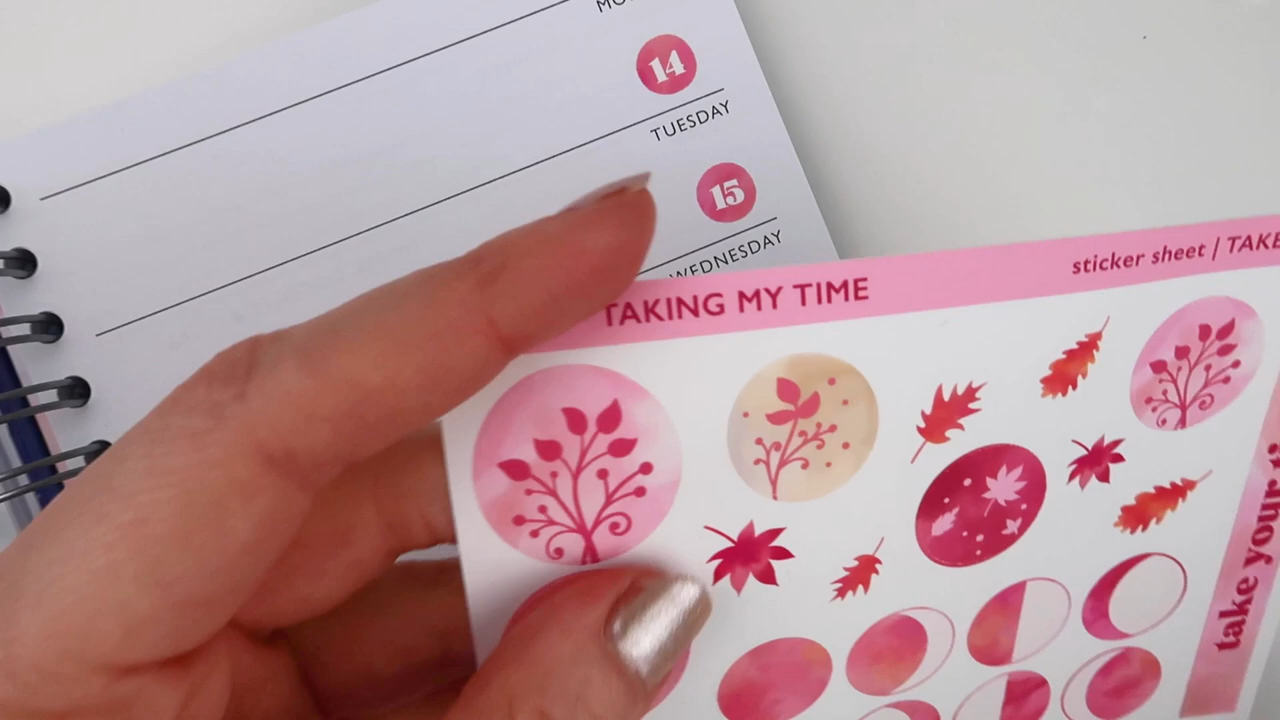 14
TUESDAY
15
WEDNESDAY
TAKING MY TIME
sticker sheet | TAKE
take your